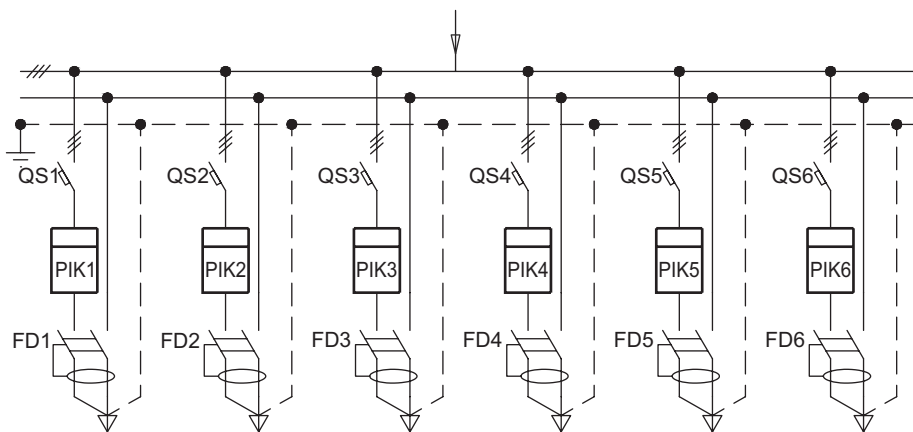 QS1 QS2 QS3 QS4 QS5 QS6
PIK1 PIK2 PIK3 PIK4 PIK5 PIK6
FD1 FD2 FD3 FD4 FD5 FD6